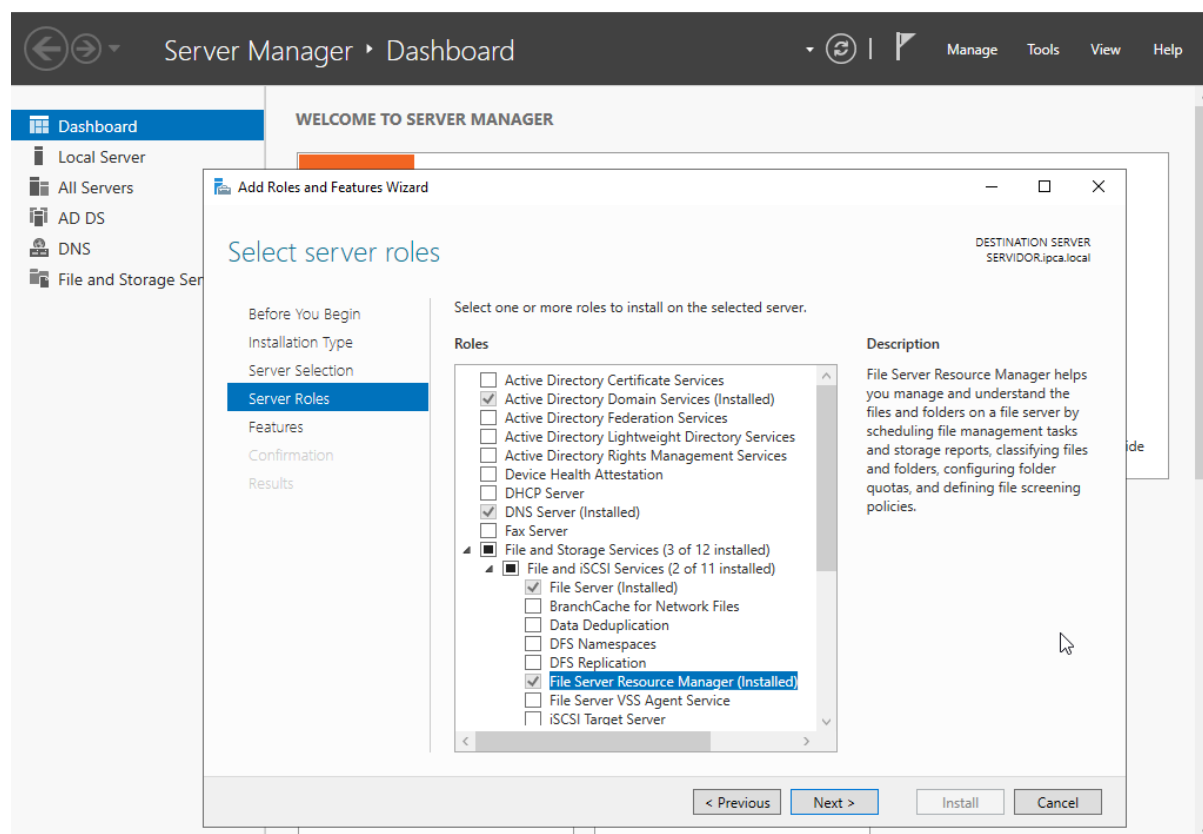 Server Manager ‣ Dashboard
Manage Tools View Help
Dashboard
Local Server
All Servers
AD DS
DNS
File and Storage Ser
WELCOME TO SERVER MANAGER
Add Roles and Features Wizard
Select server roles
DESTINATION SERVER
SERVIDOR.ipca.local
Before You Begin
Installation Type
Server Selection
Server Roles
Features
Confirmation
Results
Select one or more roles to install on the selected server.
Roles
Active Directory Certificate Services
Active Directory Domain Services (Installed)
Active Directory Federation Services
Active Directory Lightweight Directory Services
Active Directory Rights Management Services
Device Health Attestation
DHCP Server
DNS Server (Installed)
Fax Server
File and Storage Services (3 of 12 installed)
File and iSCSI Services (2 of 11 installed)
File Server (Installed)
BranchCache for Network Files
Data Deduplication
DFS Namespaces
DFS Replication
File Server Resource Manager (Installed)
File Server VSS Agent Service
iSCSI Target Server
Description
File Server Resource Manager helps
you manage and understand the
files and folders on a file server by
scheduling file management tasks
and storage reports, classifying files
and folders, configuring folder
quotas, and defining file screening
policies.
ide
< Previous
Next >
Install
Cancel